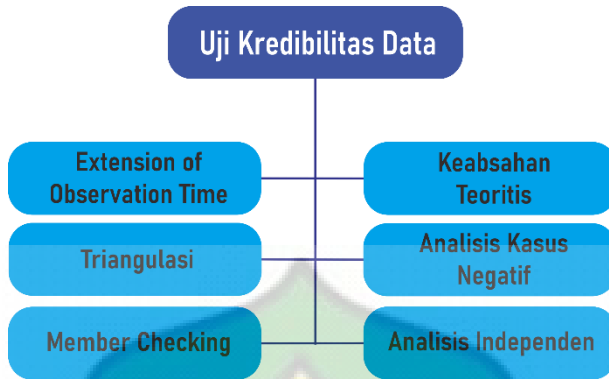 Uji Kredibilitas Data
Extension of
Observation Time
Keabsahan
Teoritis
Triangulasi
Analisis Kasus
Negatif
Member Checking
Analisis Independen